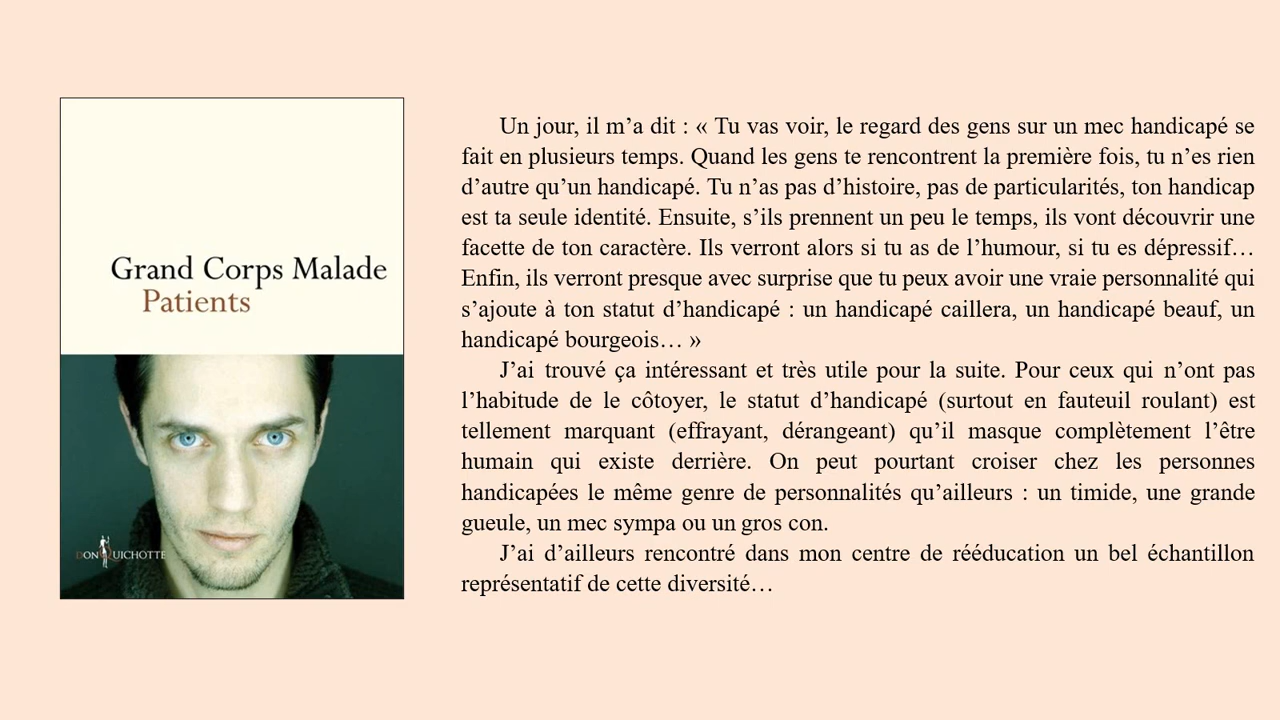 Grand Corps Malade
Patients
DON QUICHOTTE
Un jour, il m’a dit : « Tu vas voir, le regard des gens sur un mec handicapé se
fait en plusieurs temps. Quand les gens te rencontrent la première fois, tu n’es rien
d’autre qu’un handicapé. Tu n’as pas d’histoire, pas de particularités, ton handicap
est ta seule identité. Ensuite, s’ils prennent un peu le temps, ils vont découvrir une
facette de ton caractère. Ils verront alors si tu as de l’humour, si tu es dépressif…
Enfin, ils verront presque avec surprise que tu peux avoir une vraie personnalité qui
s’ajoute à ton statut d’handicapé : un handicapé caillera, un handicapé beauf, un
handicapé bourgeois… »
J’ai trouvé ça intéressant et très utile pour la suite. Pour ceux qui n’ont pas
l’habitude de le côtoyer, le statut d’handicapé (surtout en fauteuil roulant) est
tellement marquant (effrayant, dérangeant) qu’il masque complètement l’être
humain qui existe derrière. On peut pourtant croiser chez les personnes
handicapées le même genre de personnalités qu’ailleurs : un timide, une grande
gueule, un mec sympa ou un gros con.
J’ai d’ailleurs rencontré dans mon centre de rééducation un bel échantillon
représentatif de cette diversité…